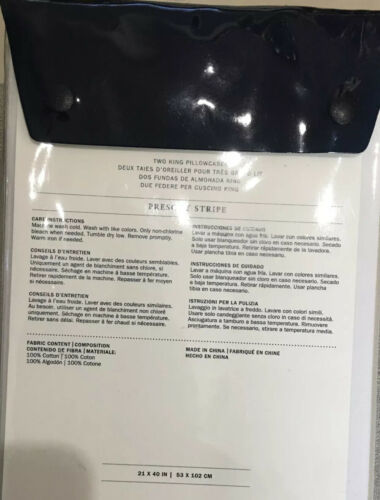 TWO KING PILLOWCASES
DEUX TAIES D'OREILLER POUR TRÈS GRAND LIT
DOS FUNDAS DE ALMOHADA KING
DUE FEDERE PER GUSCINO KING
PRESCOTT STRIPE
CARE INSTRUCTIONS
Machine wash cold. Wash with like colors. Only non-chlorine
bleach when needed. Tumble dry low. Remove promptly.
Warm iron if needed.
CONSEILS D'ENTRETIEN
Lavage à l'eau froide. Laver avec des couleurs semblables.
Uniquement un agent de blanchiment sans chlore, si
nécessaire. Séchage en machine à basse température.
Retirer rapidement de la machine. Repasser à fer moyen
si nécessaire.
CONSEILS D'ENTRETIEN
Lavage à l'eau froide. Laver avec des couleurs similaires.
Au besoin, utiliser un agent de blanchiment non chloré
uniquement. Séchage en machine à basse température.
Retirer sans délai. Repasser à fer chaud si nécessaire.
INSTRUCCIONES DE CUIDADO
Lavar a máquina con agua fría. Lavar con colores similares.
Solo usar blanqueador sin cloro en caso necesario. Secado
a baja temperatura. Retirar rápidamente de la lavadora.
Usar plancha tibia en caso necesario.
INSTRUCCIONES DE CUIDADO
Lavar a máquina con agua fría. Lavar con colores similares.
Solo usar blanqueador sin cloro en caso necesario. Secado
a baja temperatura. Retirar rápidamente. Usar plancha
tibia en caso necesario.
ISTRUZIONI PER LA PULIZIA
Lavaggio in lavatrice a freddo. Lavare con colori simili.
Usare solo candeggiante senza cloro in caso di necessità.
Asciugatura a tamburo a bassa temperatura. Rimuovere
prontamente. Se necessario, stirare a temperatura media.
FABRIC CONTENT | COMPOSITION
CONTENIDO DE FIBRA | MATERIALE:
100% Cotton | 100% Coton
100% Algodón | 100% Cotone
MADE IN CHINA | FABRIQUÉ EN CHINE
HECHO EN CHINA
21 X 40 IN | 53 X 102 CM